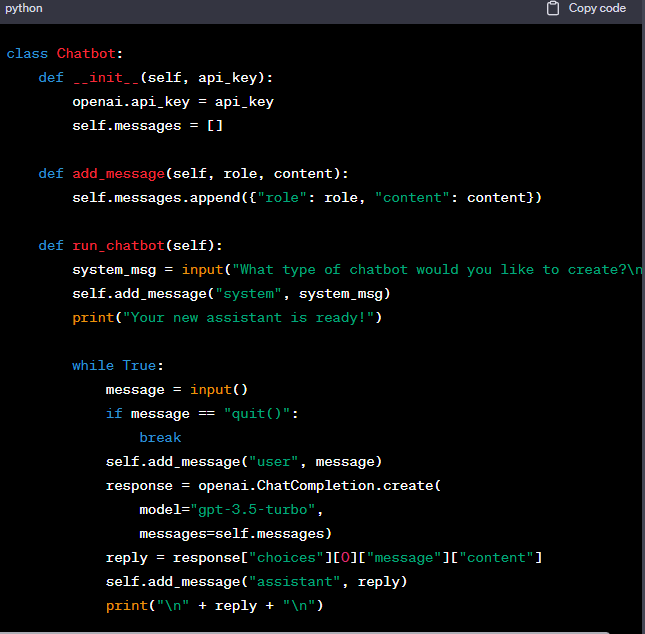 python
Copy code
class Chatbot:
    def __init__(self, api_key):
        openai.api_key = api_key
        self.messages = []

    def add_message(self, role, content):
        self.messages.append({"role": role, "content": content})

    def run_chatbot(self):
        system_msg = input("What type of chatbot would you like to create?\n
        self.add_message("system", system_msg)
        print("Your new assistant is ready!")

        while True:
            message = input()
            if message == "quit()":
                break
            self.add_message("user", message)
            response = openai.ChatCompletion.create(
                model="gpt-3.5-turbo",
                messages=self.messages)
            reply = response["choices"][0]["message"]["content"]
            self.add_message("assistant", reply)
            print("\n" + reply + "\n")